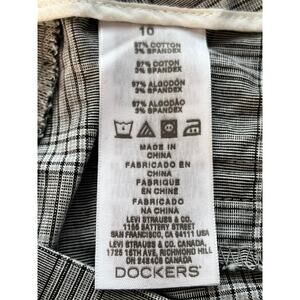 10
97% COTTON
3% SPANDEX
97% COTON
3% SPANDEX
97% ALGODÓN
3% SPANDEX
97% ALGODÃO
3% SPANDEX
MADE IN
CHINA
FABRICADO EN
CHINA
FABRIQUE
EN CHINE
FABRICADO
NA CHINA
LEVI STRAUSS & CO.
1155 BATTERY STREET
SAN FRANCISCO, CA 94111 USA
LEVI STRAUSS & CO. CANADA,
1725 16TH AVE, RICHMOND HILL
ON 248408 CANADA
DOCKERS®